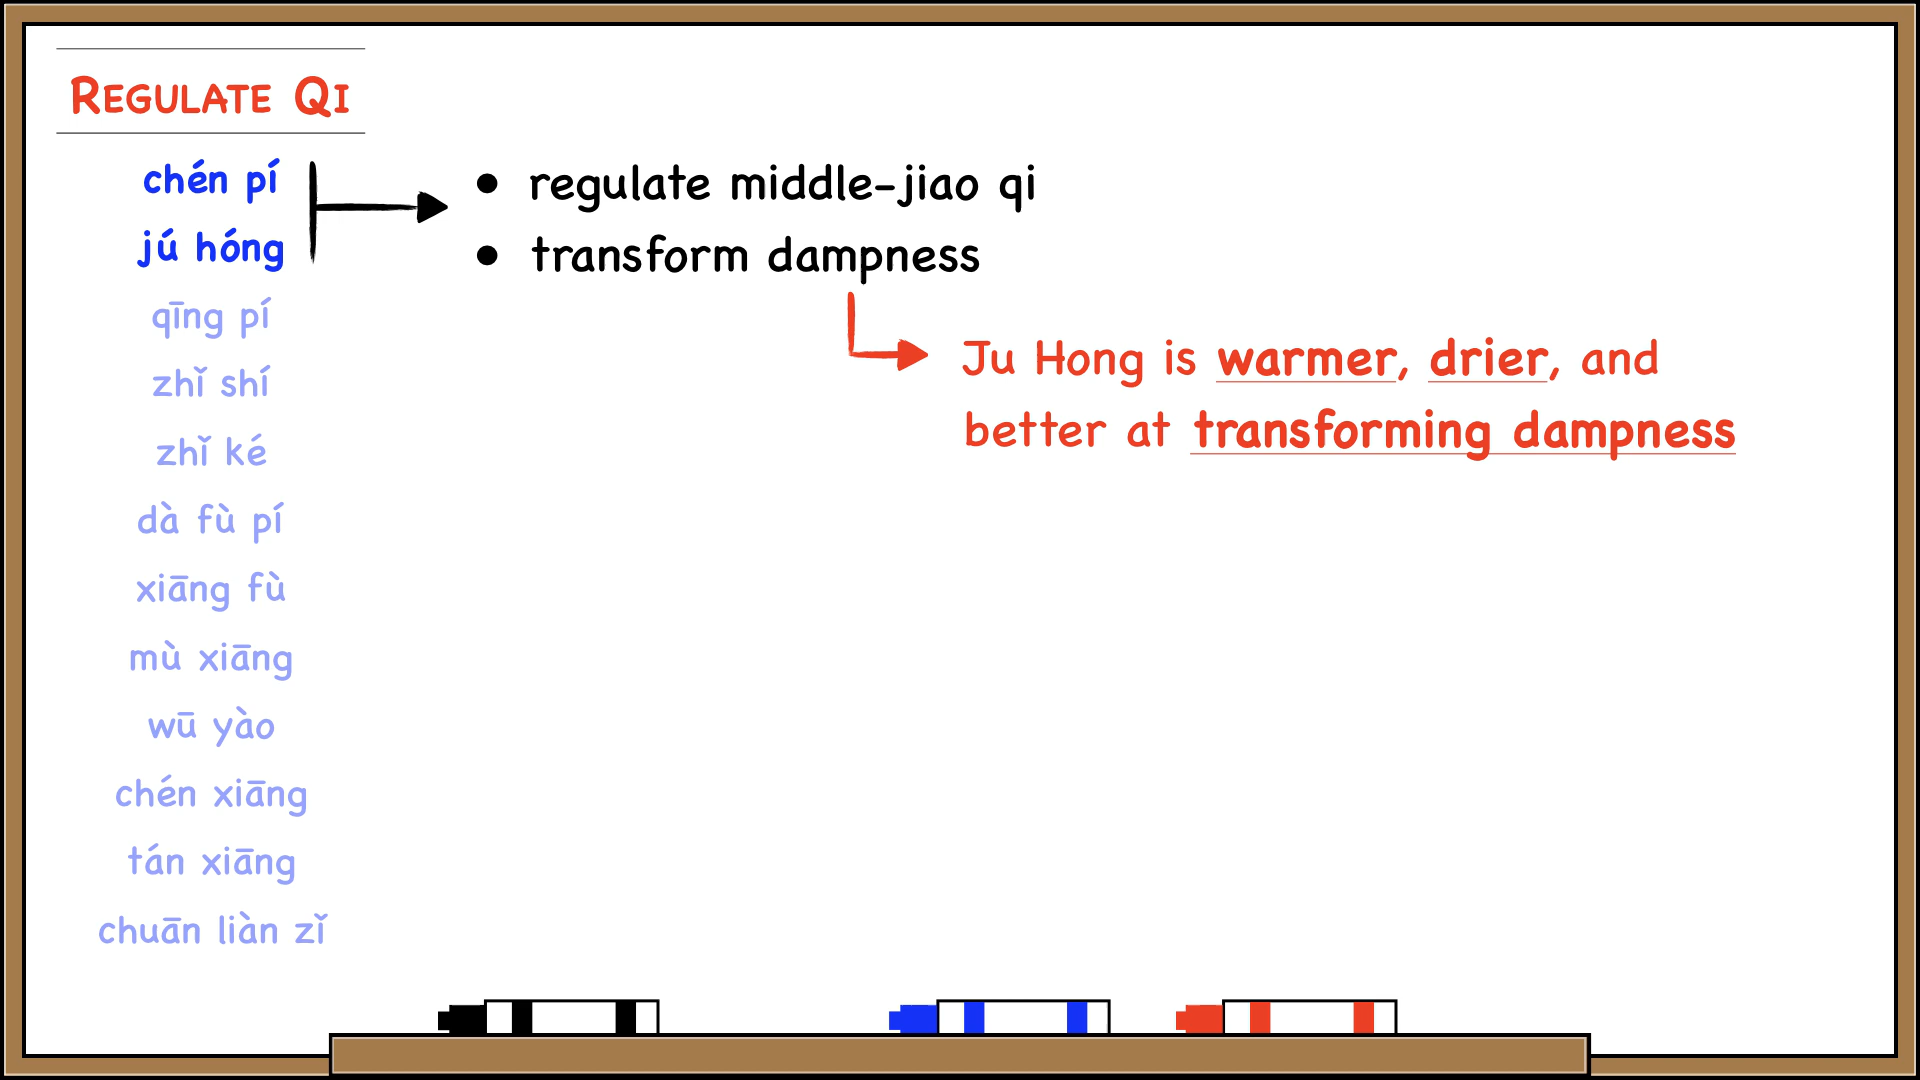 REGULATE QI
chén pí
jú hóng
qīng pí
zhǐ shí
zhǐ ké
dà fù pí
xiāng fù
mù xiāng
wū yào
chén xiāng
tán xiāng
chuān liàn zǐ
• regulate middle-jiao qi
• transform dampness
Ju Hong is warmer, drier, and
better at transforming dampness